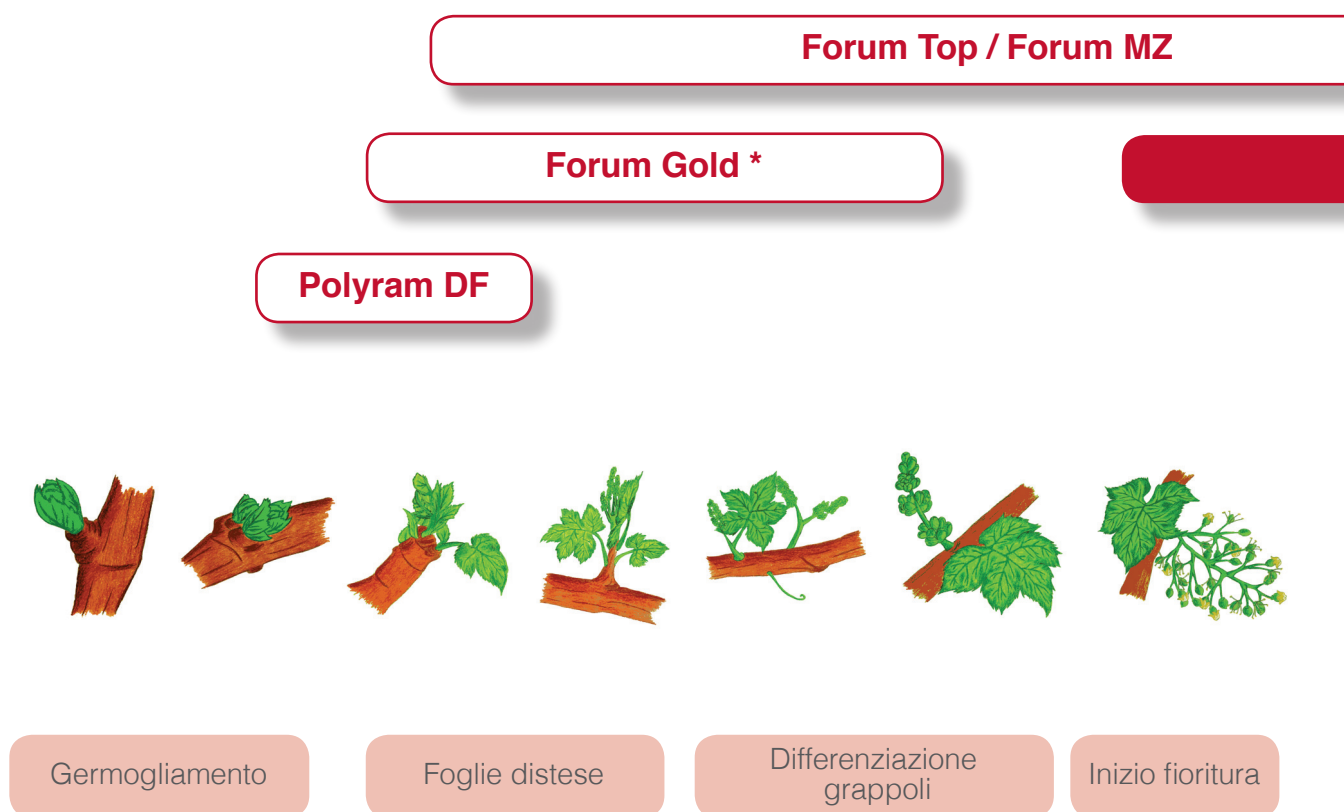 Forum Top / Forum MZ
Forum Gold *
Polyram DF
Germogliamento
Foglie distese
Differenziazione
grappoli
Inizio fioritura